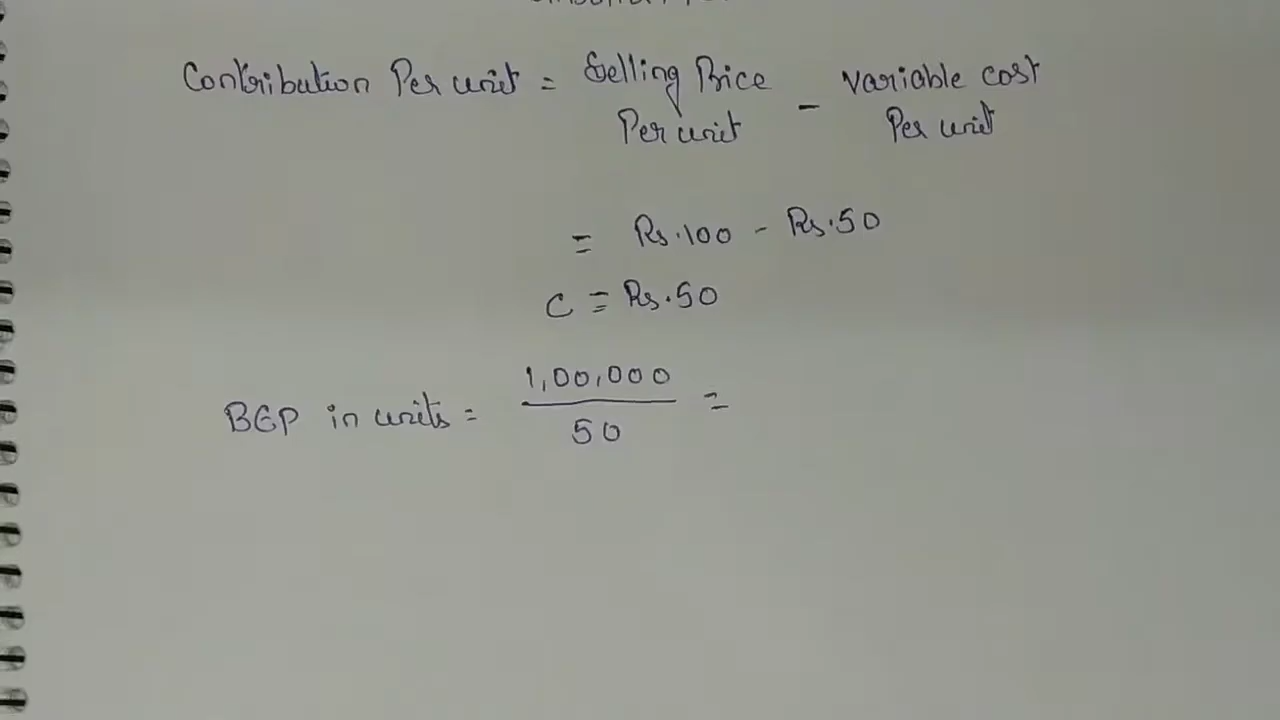 Contribution Per unit = Selling Price Per unit - Variable cost Per unit
= Rs.100 - Rs.50
C = Rs.50
BEP in units = 1,00,000 / 50 =